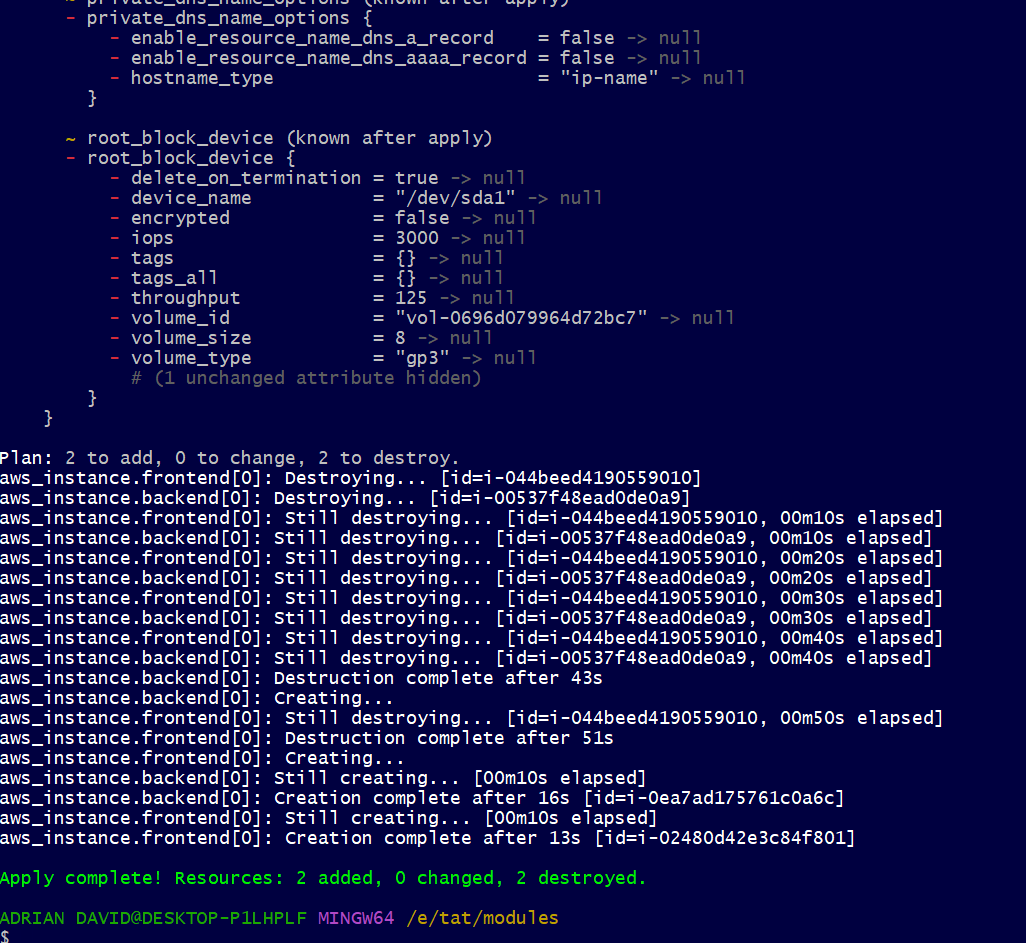 ~ private_dns_name_options (known after apply)
- private_dns_name_options {
- enable_resource_name_dns_a_record    = false -> null
- enable_resource_name_dns_aaaa_record = false -> null
- hostname_type                        = "ip-name" -> null
}
~ root_block_device (known after apply)
- root_block_device {
- delete_on_termination = true -> null
- device_name           = "/dev/sda1" -> null
- encrypted             = false -> null
- iops                  = 3000 -> null
- tags                  = {} -> null
- tags_all              = {} -> null
- throughput            = 125 -> null
- volume_id             = "vol-0696d079964d72bc7" -> null
- volume_size           = 8 -> null
- volume_type           = "gp3" -> null
# (1 unchanged attribute hidden)
}
}
Plan: 2 to add, 0 to change, 2 to destroy.
aws_instance.frontend[0]: Destroying... [id=i-044beed4190559010]
aws_instance.backend[0]: Destroying... [id=i-00537f48ead0de0a9]
aws_instance.frontend[0]: Still destroying... [id=i-044beed4190559010, 00m10s elapsed]
aws_instance.backend[0]: Still destroying... [id=i-00537f48ead0de0a9, 00m10s elapsed]
aws_instance.frontend[0]: Still destroying... [id=i-044beed4190559010, 00m20s elapsed]
aws_instance.backend[0]: Still destroying... [id=i-00537f48ead0de0a9, 00m20s elapsed]
aws_instance.frontend[0]: Still destroying... [id=i-044beed4190559010, 00m30s elapsed]
aws_instance.backend[0]: Still destroying... [id=i-00537f48ead0de0a9, 00m30s elapsed]
aws_instance.frontend[0]: Still destroying... [id=i-044beed4190559010, 00m40s elapsed]
aws_instance.backend[0]: Still destroying... [id=i-00537f48ead0de0a9, 00m40s elapsed]
aws_instance.backend[0]: Destruction complete after 43s
aws_instance.backend[0]: Creating...
aws_instance.frontend[0]: Still destroying... [id=i-044beed4190559010, 00m50s elapsed]
aws_instance.frontend[0]: Destruction complete after 51s
aws_instance.frontend[0]: Creating...
aws_instance.backend[0]: Still creating... [00m10s elapsed]
aws_instance.backend[0]: Creation complete after 16s [id=i-0ea7ad175761c0a6c]
aws_instance.frontend[0]: Still creating... [00m10s elapsed]
aws_instance.frontend[0]: Creation complete after 13s [id=i-02480d42e3c84f801]
Apply complete! Resources: 2 added, 0 changed, 2 destroyed.
ADRIAN DAVID@DESKTOP-P1LHPLF MINGW64 /e/tat/modules
$